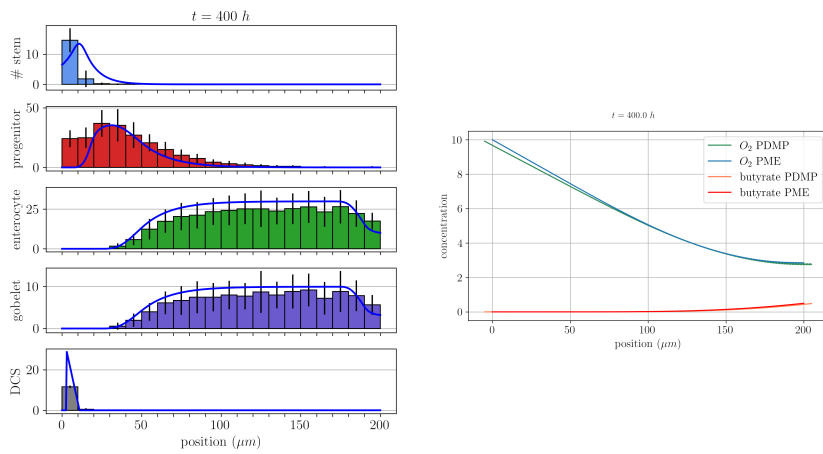 t = 400 h
# stem
10
0
progenitor
50
0
enterocyte
25
0
gobelet
10
0
DCS
20
0
0 50 100 150 200
position (μm)
t = 400.0 h
concentration
10
8
6
4
2
0
O₂ PDMP
O₂ PME
butyrate PDMP
butyrate PME
0 50 100 150 200
position (μm)